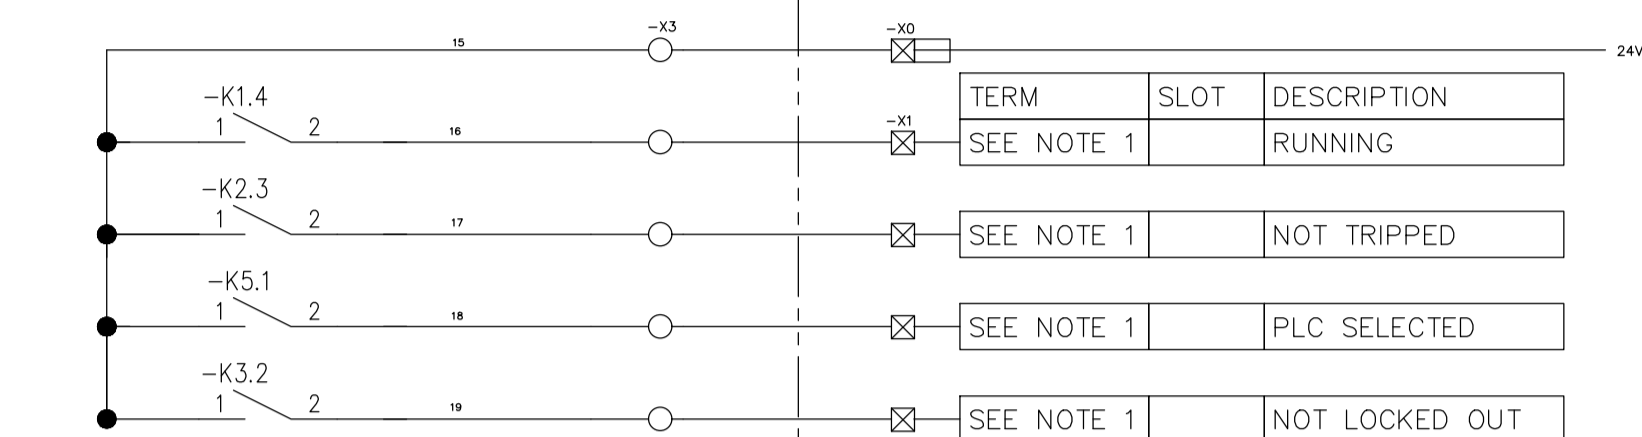 -X3
-X0
15
24V
-K1.4
TERM SLOT DESCRIPTION
-X1
1 2 16
SEE NOTE 1 RUNNING
-K2.3
1 2 17
SEE NOTE 1 NOT TRIPPED
-K5.1
1 2 18
SEE NOTE 1 PLC SELECTED
-K3.2
1 2 19
SEE NOTE 1 NOT LOCKED OUT